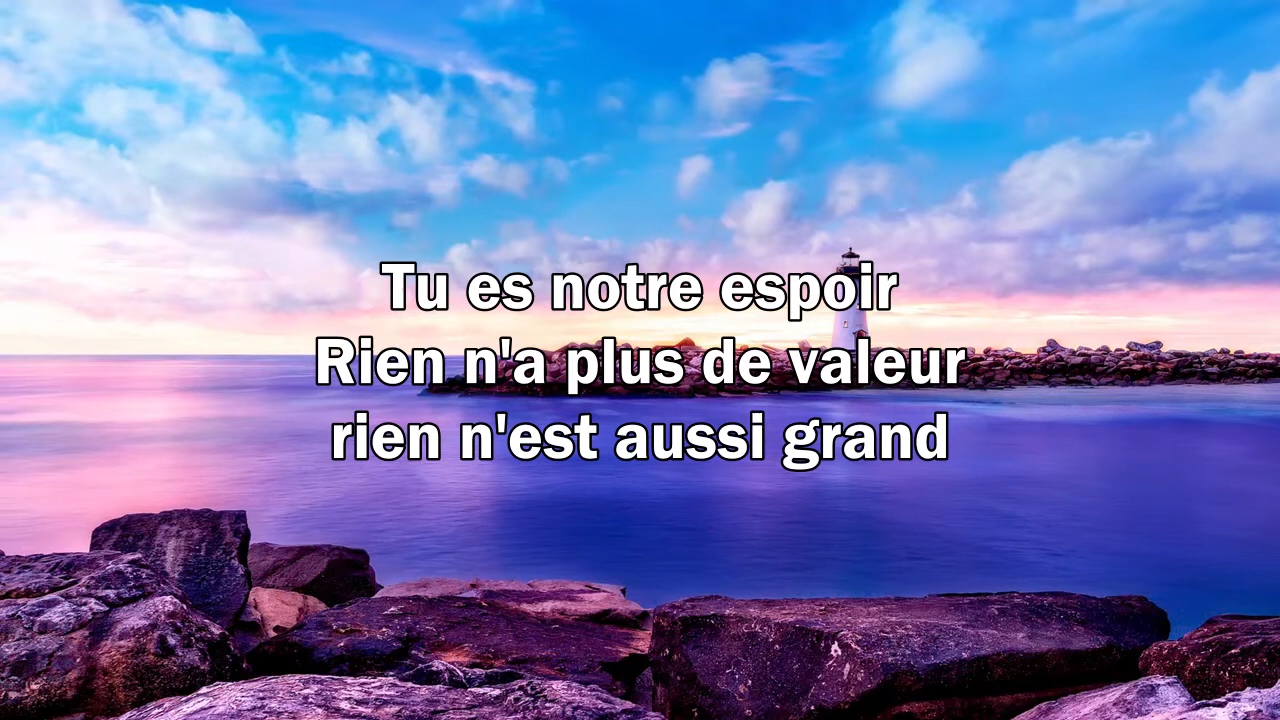 Tu es notre espoir
Rien n'a plus de valeur
rien n'est aussi grand